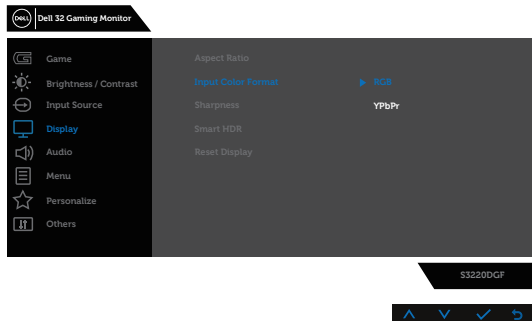 DELL
Dell 32 Gaming Monitor
Game
Brightness / Contrast
Input Source
Display
Audio
Menu
Personalize
Others
Aspect Ratio
Input Color Format
RGB
Sharpness
YPbPr
Smart HDR
Reset Display
S3220DGF